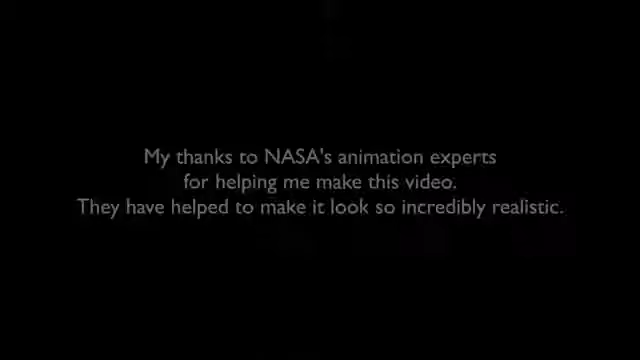 My thanks to NASA's animation experts
for helping me make this video.
They have helped to make it look so incredibly realistic.